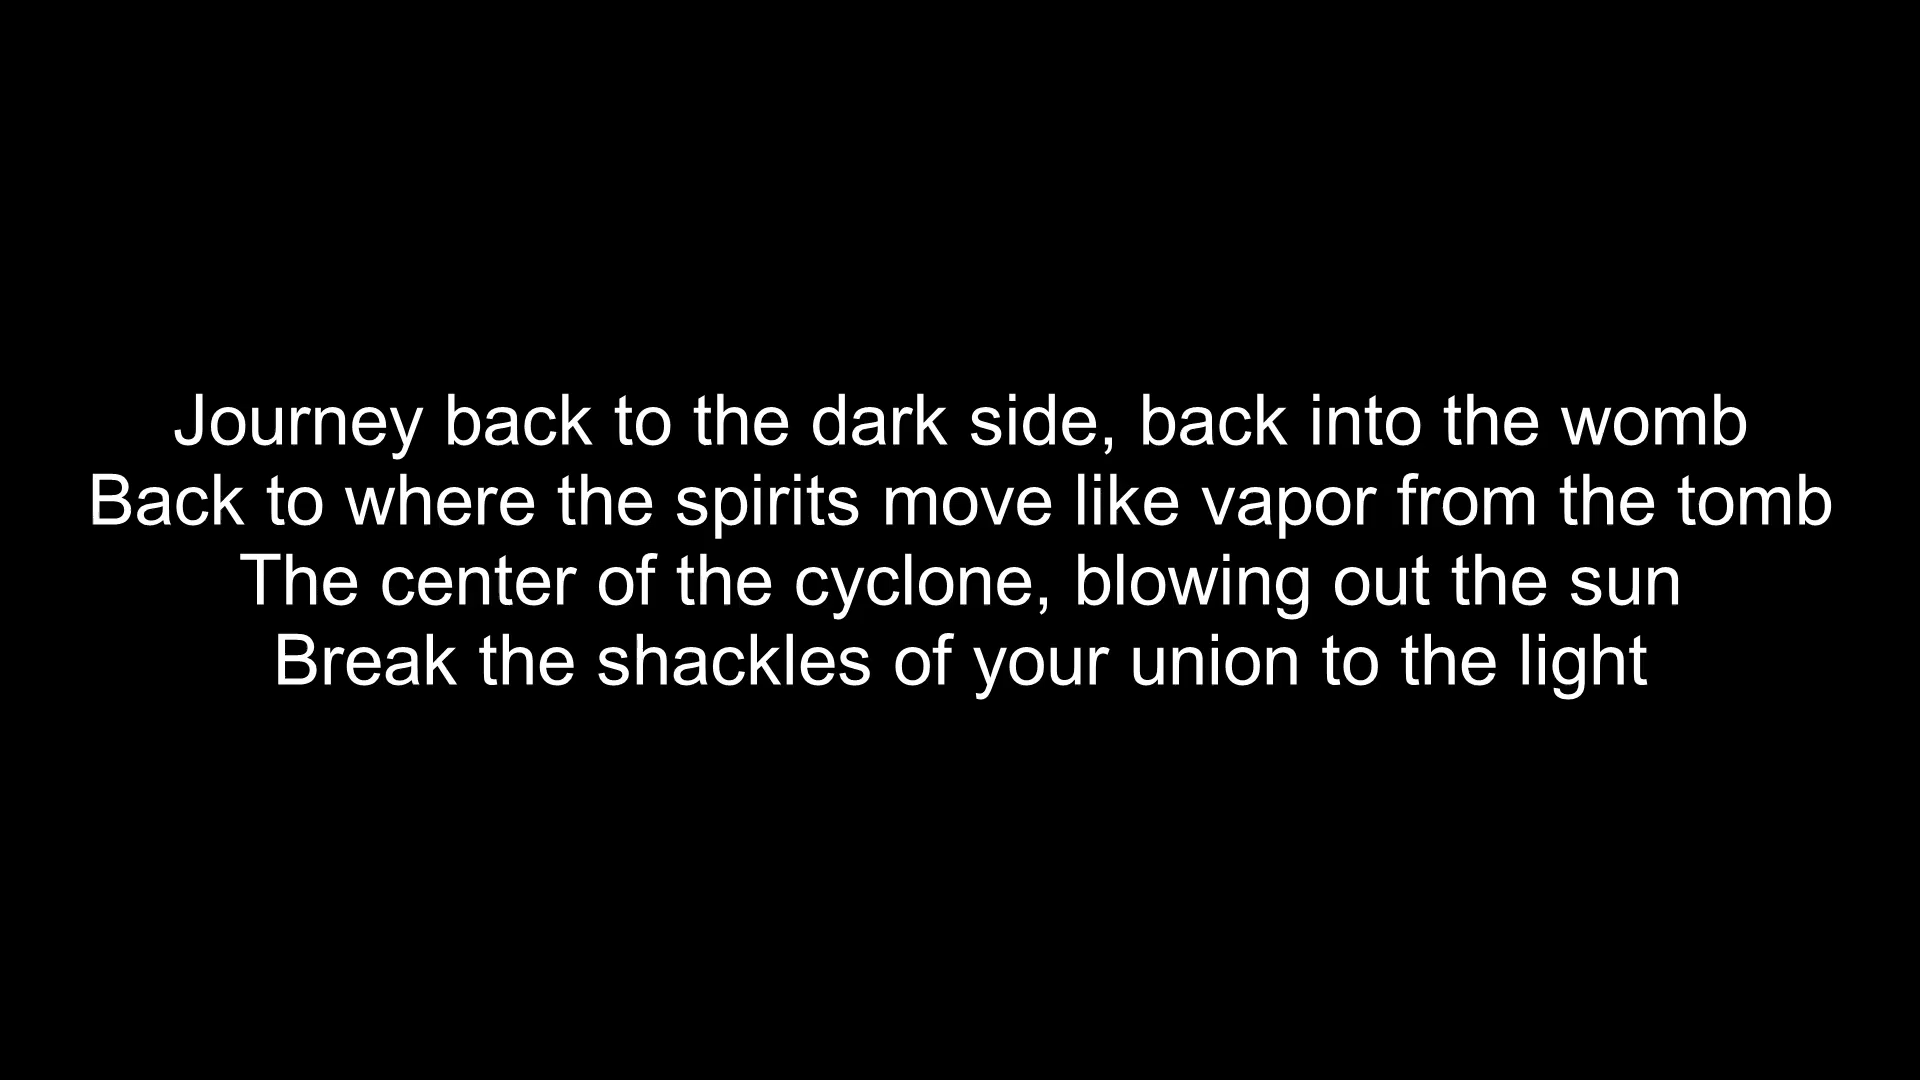 Journey back to the dark side, back into the womb
Back to where the spirits move like vapor from the tomb
The center of the cyclone, blowing out the sun
Break the shackles of your union to the light